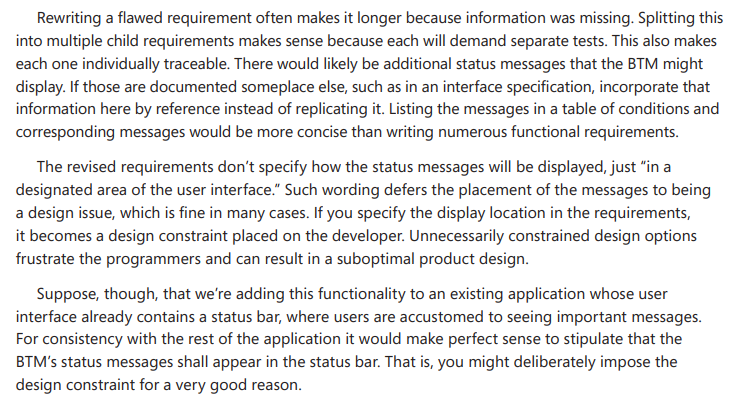 Rewriting a flawed requirement often makes it longer because information was missing. Splitting this
into multiple child requirements makes sense because each will demand separate tests. This also makes
each one individually traceable. There would likely be additional status messages that the BTM might
display. If those are documented someplace else, such as in an interface specification, incorporate that
information here by reference instead of replicating it. Listing the messages in a table of conditions and
corresponding messages would be more concise than writing numerous functional requirements.
The revised requirements don’t specify how the status messages will be displayed, just “in a
designated area of the user interface.” Such wording defers the placement of the messages to being
a design issue, which is fine in many cases. If you specify the display location in the requirements,
it becomes a design constraint placed on the developer. Unnecessarily constrained design options
frustrate the programmers and can result in a suboptimal product design.
Suppose, though, that we’re adding this functionality to an existing application whose user
interface already contains a status bar, where users are accustomed to seeing important messages.
For consistency with the rest of the application it would make perfect sense to stipulate that the
BTM’s status messages shall appear in the status bar. That is, you might deliberately impose the
design constraint for a very good reason.